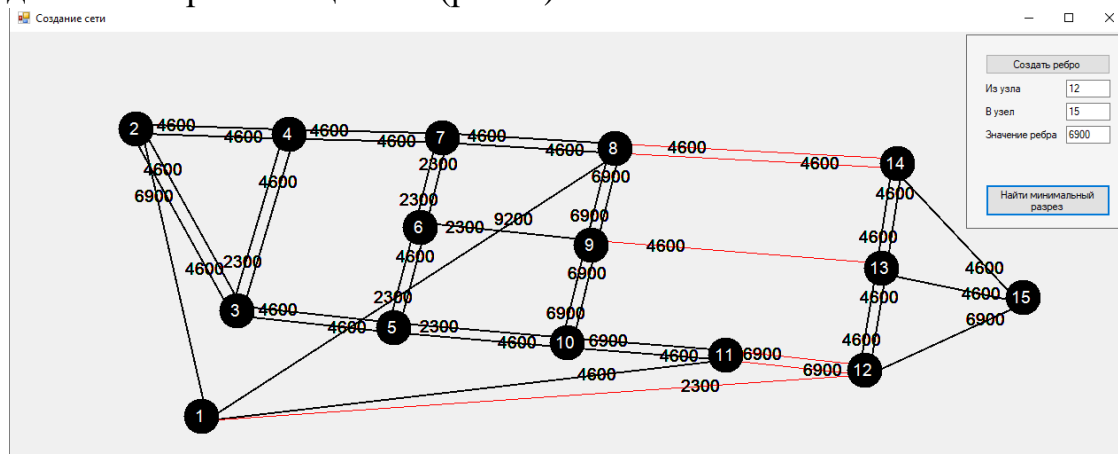 Создание сети
Создать ребро
Из узла 12
В узел 15
Значение ребра 6900
Найти минимальный
разрез
2 4600 4600 4 4600 4600 7 4600 4600 8 4600 4600 14
4600 6900 4600 2300 6900 4600
2300 9200 6900 4600
6 2300 9 4600 13
4600 2300 4600 2300 6900 4600 4600 15
3 4600 4600 5 2300 4600 10 6900 4600 11 6900 6900 12 6900
2300 6900 4600 4600
1 4600 2300